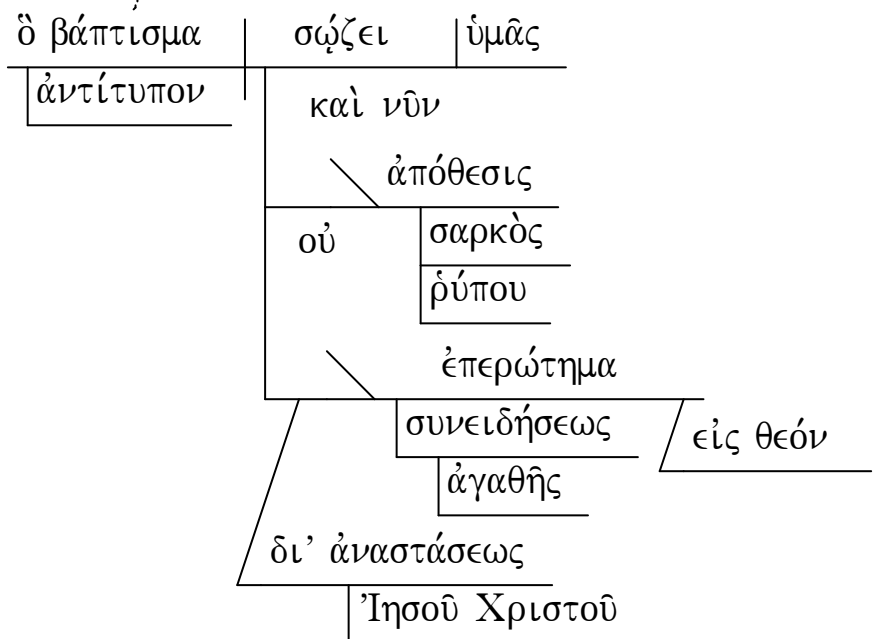 ὃ βάπτισμα σῴζει ὑμᾶς
ἀντίτυπον
καὶ νῦν
ἀπόθεσις
οὐ σαρκὸς
ῥύπου
ἐπερώτημα
συνειδήσεως εἰς θεόν
ἀγαθῆς
δι’ ἀναστάσεως
Ἰησοῦ Χριστοῦ